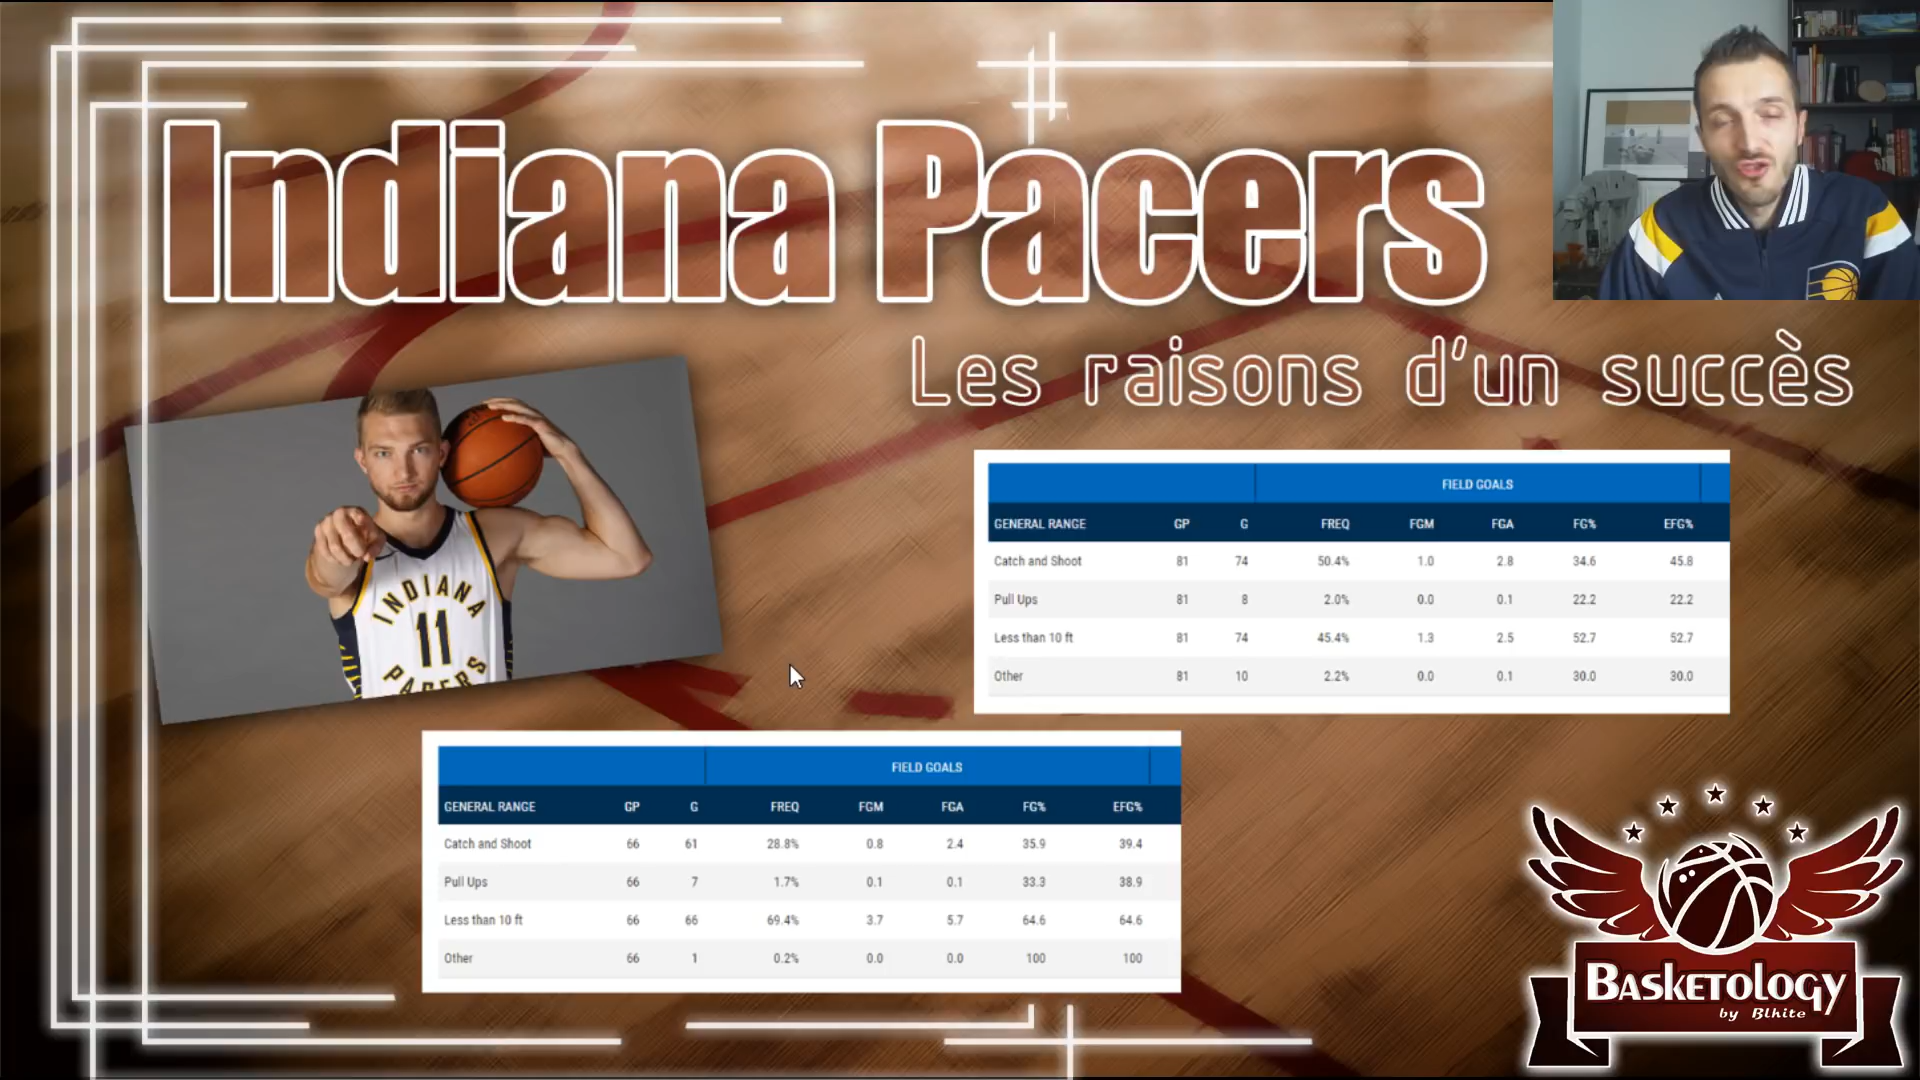 Indiana Pacers
Les raisons d'un succès
INDIANA
11
PACERS
FIELD GOALS
GENERAL RANGE GP G FREQ FGM FGA FG% EFG%
Catch and Shoot 81 74 50.4% 1.0 2.8 34.6 45.8
Pull Ups 81 8 2.0% 0.0 0.1 22.2 22.2
Less than 10 ft 81 74 45.4% 1.3 2.5 52.7 52.7
Other 81 10 2.2% 0.0 0.1 30.0 30.0
FIELD GOALS
GENERAL RANGE GP G FREQ FGM FGA FG% EFG%
Catch and Shoot 66 61 28.8% 0.8 2.4 35.9 39.4
Pull Ups 66 7 1.7% 0.1 0.1 33.3 38.9
Less than 10 ft 66 66 69.4% 3.7 5.7 64.6 64.6
Other 66 1 0.2% 0.0 0.0 100 100
BASKETOLOGY
by Blhite